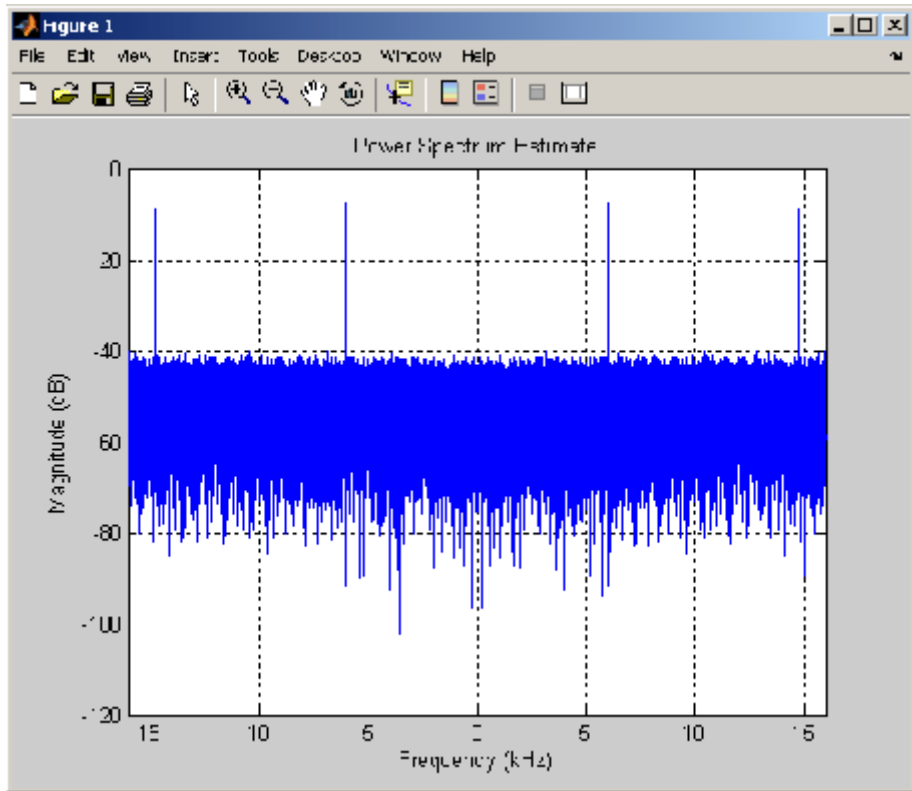 Figure 1
File Edit View Insert Tools Desktop Window Help
Power Spectrum Estimate
0
20
-40
60
-80
-100
-120
Magnitude (dB)
15 10 5 0 5 10 15
Frequency (kHz)